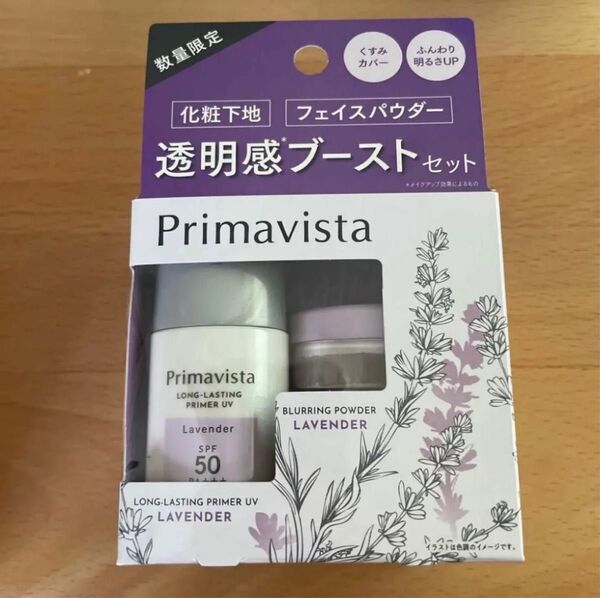 数量限定
くすみ
カバー
ふんわり
明るさUP
化粧下地
フェイスパウダー
透明感*ブーストセット
*メイクアップ効果によるもの
Primavista
Primavista
LONG-LASTING
PRIMER UV
Lavender
SPF
50
PA+++
BLURRING POWDER
LAVENDER
LONG-LASTING PRIMER UV
LAVENDER
イラストは色調のイメージです。